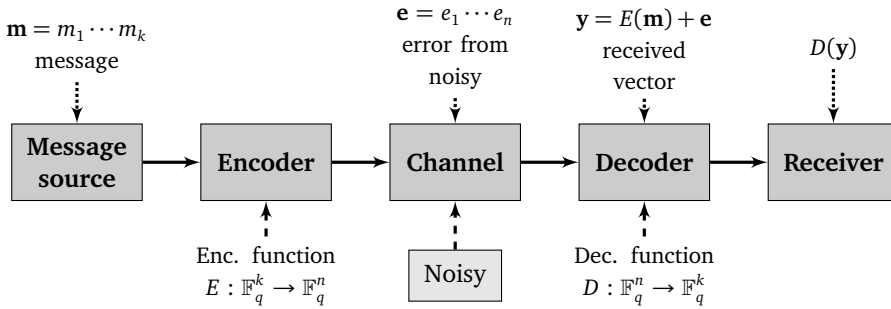 𝐦 = m₁ ⋯ mₖ
message
𝐞 = e₁ ⋯ eₙ
error from
noisy
𝐲 = E(𝐦) + 𝐞
received
vector
D(𝐲)
Message
source
Encoder
Channel
Decoder
Receiver
Enc. function
E : 𝔽_q^k → 𝔽_q^n
Noisy
Dec. function
D : 𝔽_q^n → 𝔽_q^k